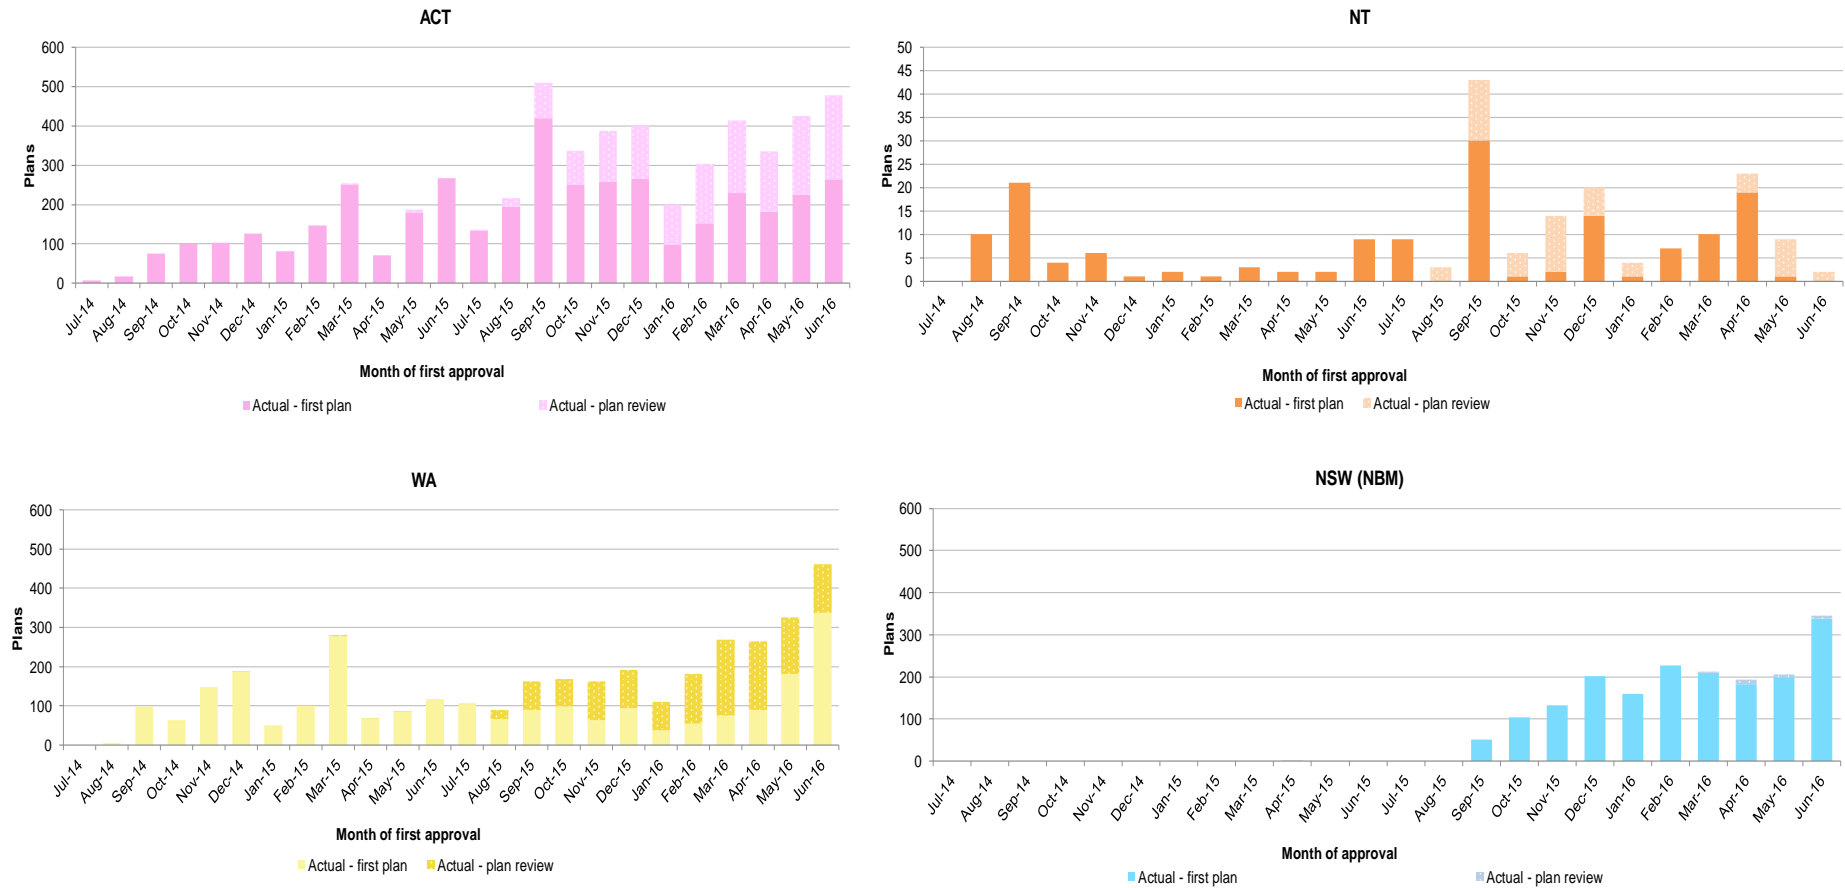 ACT
600
500
400
300
200
100
0
Plans
Jul-14 Aug-14 Sep-14 Oct-14 Nov-14 Dec-14 Jan-15 Feb-15 Mar-15 Apr-15 May-15 Jun-15 Jul-15 Aug-15 Sep-15 Oct-15 Nov-15 Dec-15 Jan-16 Feb-16 Mar-16 Apr-16 May-16 Jun-16
Month of first approval
Actual - first plan Actual - plan review
NT
50
45
40
35
30
25
20
15
10
5
0
Plans
Jul-14 Aug-14 Sep-14 Oct-14 Nov-14 Dec-14 Jan-15 Feb-15 Mar-15 Apr-15 May-15 Jun-15 Jul-15 Aug-15 Sep-15 Oct-15 Nov-15 Dec-15 Jan-16 Feb-16 Mar-16 Apr-16 May-16 Jun-16
Month of first approval
Actual - first plan Actual - plan review
WA
600
500
400
300
200
100
0
Plans
Jul-14 Aug-14 Sep-14 Oct-14 Nov-14 Dec-14 Jan-15 Feb-15 Mar-15 Apr-15 May-15 Jun-15 Jul-15 Aug-15 Sep-15 Oct-15 Nov-15 Dec-15 Jan-16 Feb-16 Mar-16 Apr-16 May-16 Jun-16
Month of first approval
Actual - first plan Actual - plan review
NSW (NBM)
600
500
400
300
200
100
0
Plans
Jul-14 Aug-14 Sep-14 Oct-14 Nov-14 Dec-14 Jan-15 Feb-15 Mar-15 Apr-15 May-15 Jun-15 Jul-15 Aug-15 Sep-15 Oct-15 Nov-15 Dec-15 Jan-16 Feb-16 Mar-16 Apr-16 May-16 Jun-16
Month of approval
Actual - first plan Actual - plan review